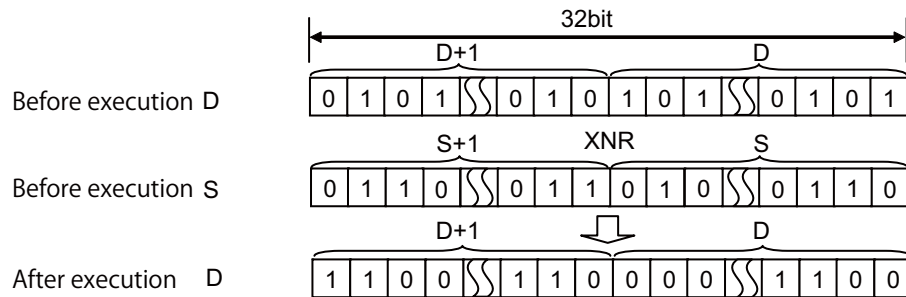 32bit
D+1 D
Before execution D 0 1 0 1 0 1 0 1 0 1 0 1 0 1
S+1 XNR S
Before execution S 0 1 1 0 0 1 1 0 1 0 0 1 1 0
D+1 D
After execution D 1 1 0 0 1 1 0 0 0 0 1 1 0 0